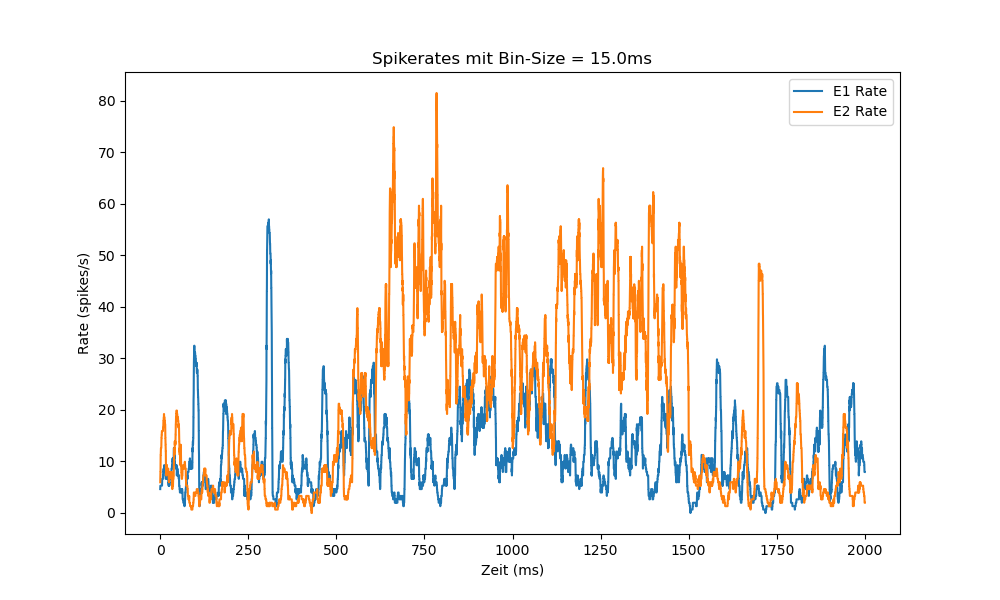 Spikerates mit Bin-Size = 15.0ms
E1 Rate
E2 Rate
80
70
60
50
40
30
20
10
0
Rate (spikes/s)
0 250 500 750 1000 1250 1500 1750 2000
Zeit (ms)